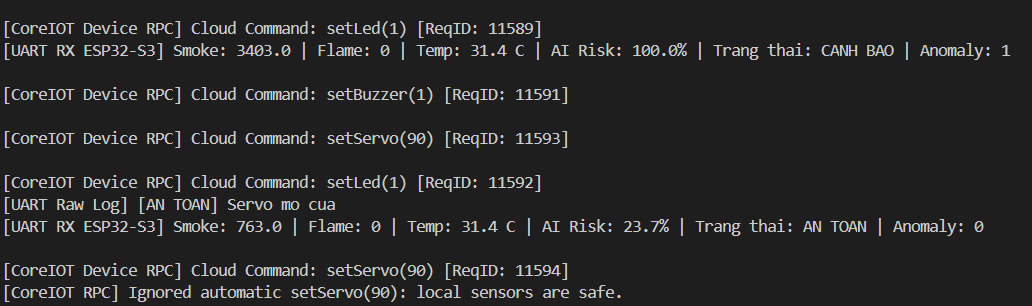 [CoreIOT Device RPC] Cloud Command: setLed(1) [ReqID: 11589]
[UART RX ESP32-S3] Smoke: 3403.0 | Flame: 0 | Temp: 31.4 C | AI Risk: 100.0% | Trang thai: CANH BAO | Anomaly: 1
[CoreIOT Device RPC] Cloud Command: setBuzzer(1) [ReqID: 11591]
[CoreIOT Device RPC] Cloud Command: setServo(90) [ReqID: 11593]
[CoreIOT Device RPC] Cloud Command: setLed(1) [ReqID: 11592]
[UART Raw Log] [AN TOAN] Servo mo cua
[UART RX ESP32-S3] Smoke: 763.0 | Flame: 0 | Temp: 31.4 C | AI Risk: 23.7% | Trang thai: AN TOAN | Anomaly: 0
[CoreIOT Device RPC] Cloud Command: setServo(90) [ReqID: 11594]
[CoreIOT RPC] Ignored automatic setServo(90): local sensors are safe.